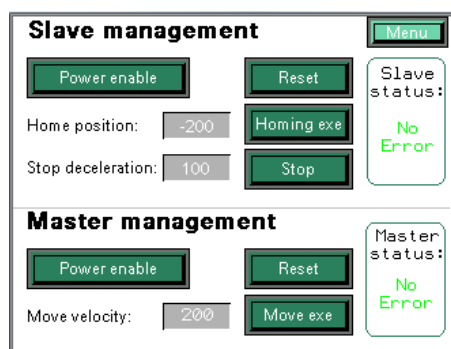 Slave management
Menu
Power enable
Reset
Slave
status:
No
Error
Home position:
-200
Homing exe
Stop deceleration:
100
Stop
Master management
Master
status:
No
Error
Power enable
Reset
Move velocity:
200
Move exe